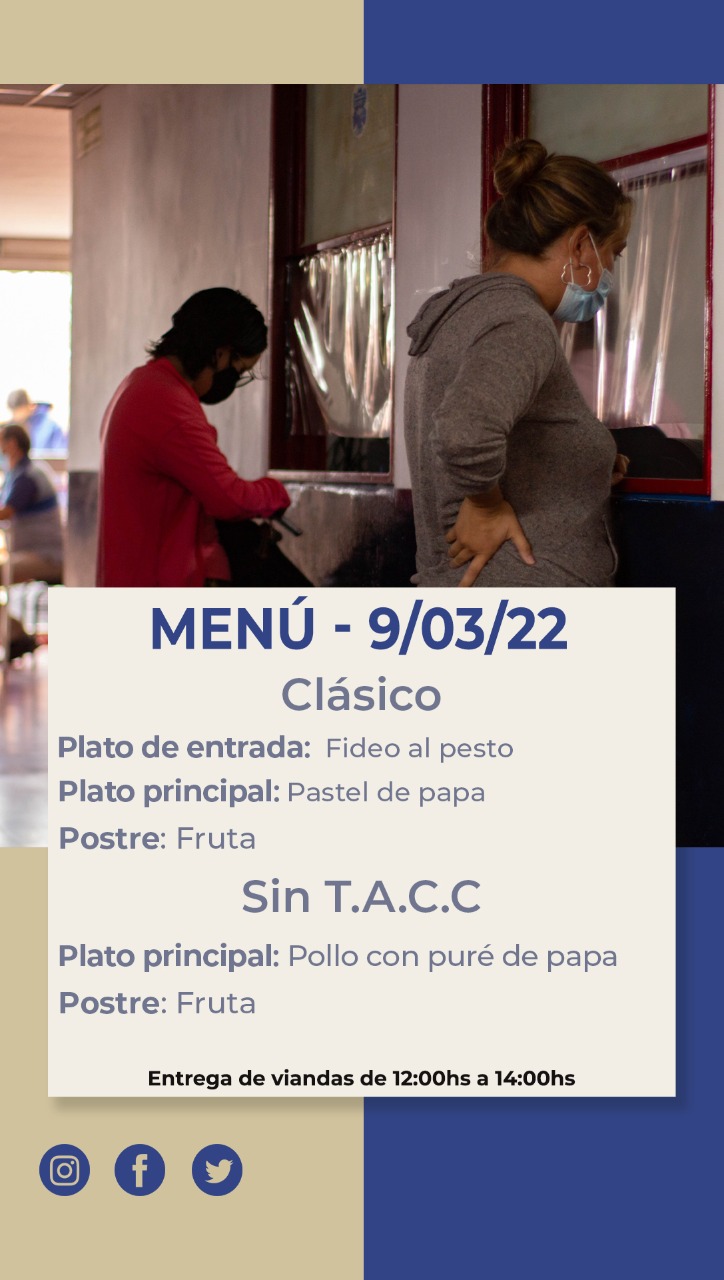 MENÚ - 9/03/22
Clásico
Plato de entrada: Fideo al pesto
Plato principal: Pastel de papa
Postre: Fruta
Sin T.A.C.C
Plato principal: Pollo con puré de papa
Postre: Fruta
Entrega de viandas de 12:00hs a 14:00hs